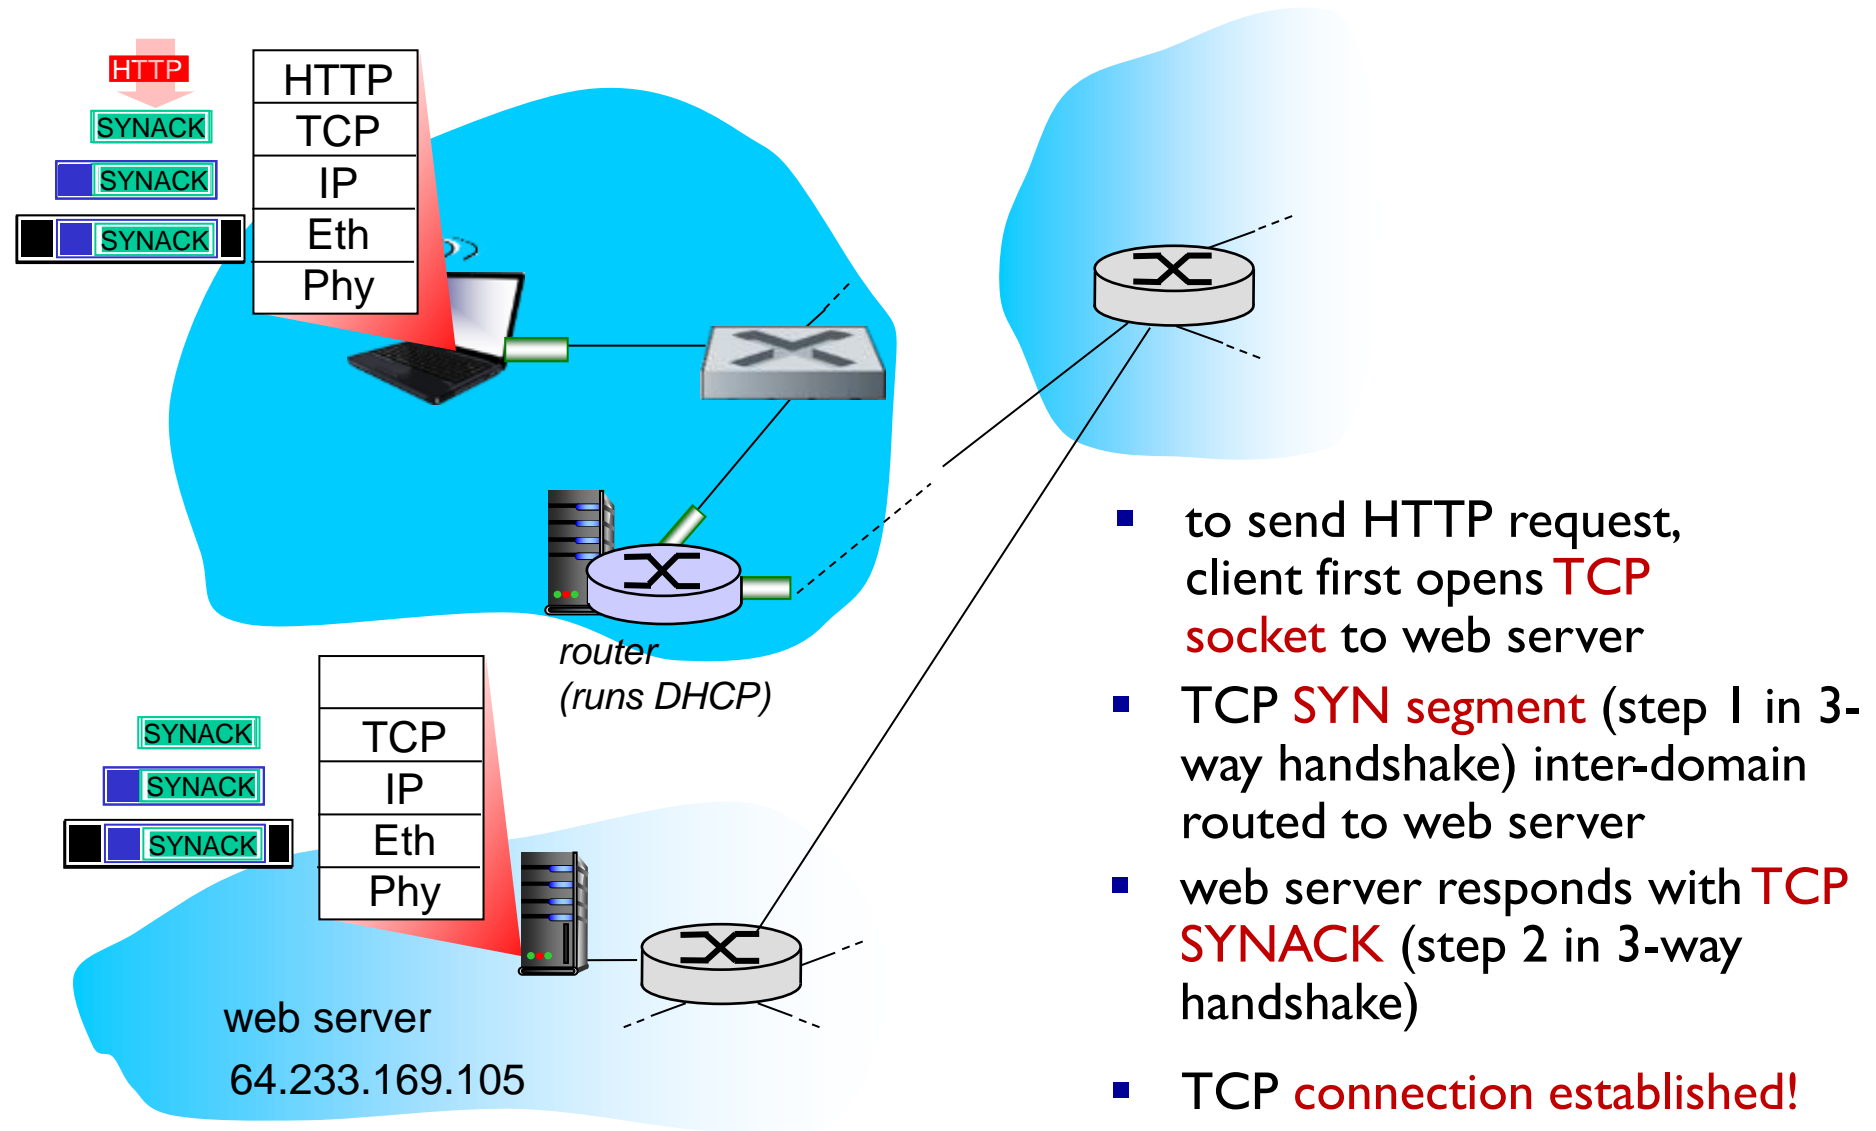 HTTP
SYNACK
SYNACK
SYNACK
HTTP
TCP
IP
Eth
Phy
router
(runs DHCP)
SYNACK
SYNACK
SYNACK
TCP
IP
Eth
Phy
web server
64.233.169.105
▪ to send HTTP request,
client first opens TCP
socket to web server
▪ TCP SYN segment (step 1 in 3-
way handshake) inter-domain
routed to web server
▪ web server responds with TCP
SYNACK (step 2 in 3-way
handshake)
▪ TCP connection established!